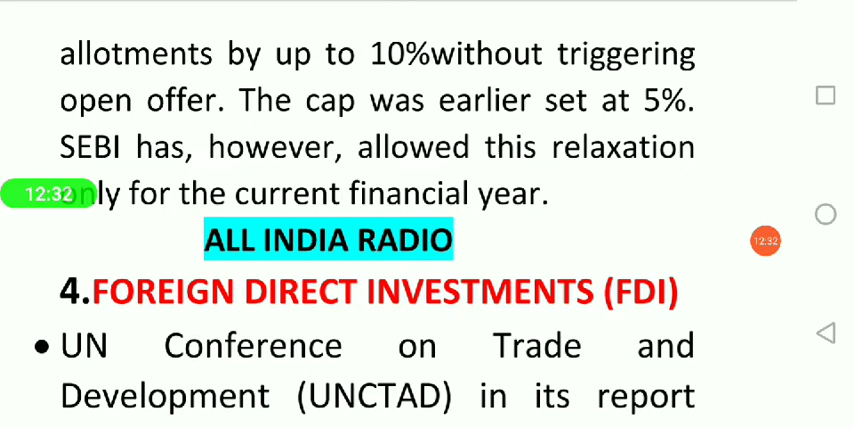 allotments by up to 10%without triggering
open offer. The cap was earlier set at 5%.
SEBI has, however, allowed this relaxation
12:32 nly for the current financial year.
ALL INDIA RADIO
12:32
4.FOREIGN DIRECT INVESTMENTS (FDI)
• UN Conference on Trade and
Development (UNCTAD) in its report